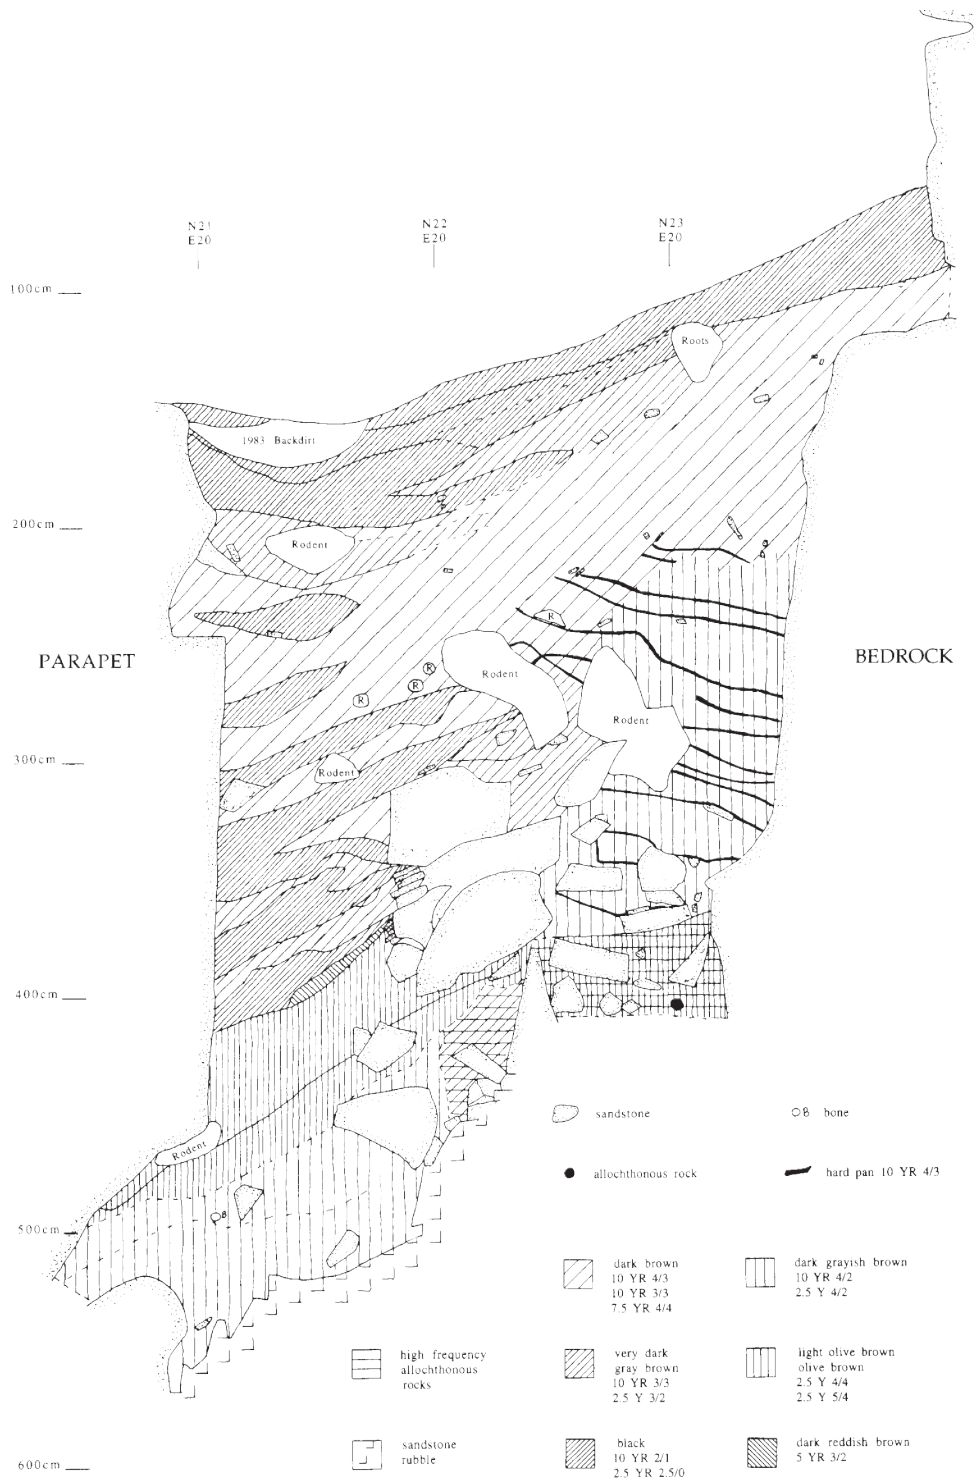 N21
E20
N22
E20
N23
E20
100cm
Roots
1983 Backdirt
200cm
Rodent
R
PARAPET
BEDROCK
R
Rodent
R
R
Rodent
300cm
Rodent
400cm
sandstone
bone
Rodent
allochthonous rock
hard pan 10 YR 4/3
500cm
dark brown
10 YR 4/3
10 YR 3/3
7.5 YR 4/4
dark grayish brown
10 YR 4/2
2.5 Y 4/2
high frequency
allochthonous
rocks
very dark
gray brown
10 YR 3/3
2.5 Y 3/2
light olive brown
olive brown
2.5 Y 4/4
2.5 Y 5/4
sandstone
rubble
black
10 YR 2/1
2.5 YR 2.5/0
dark reddish brown
5 YR 3/2
600cm